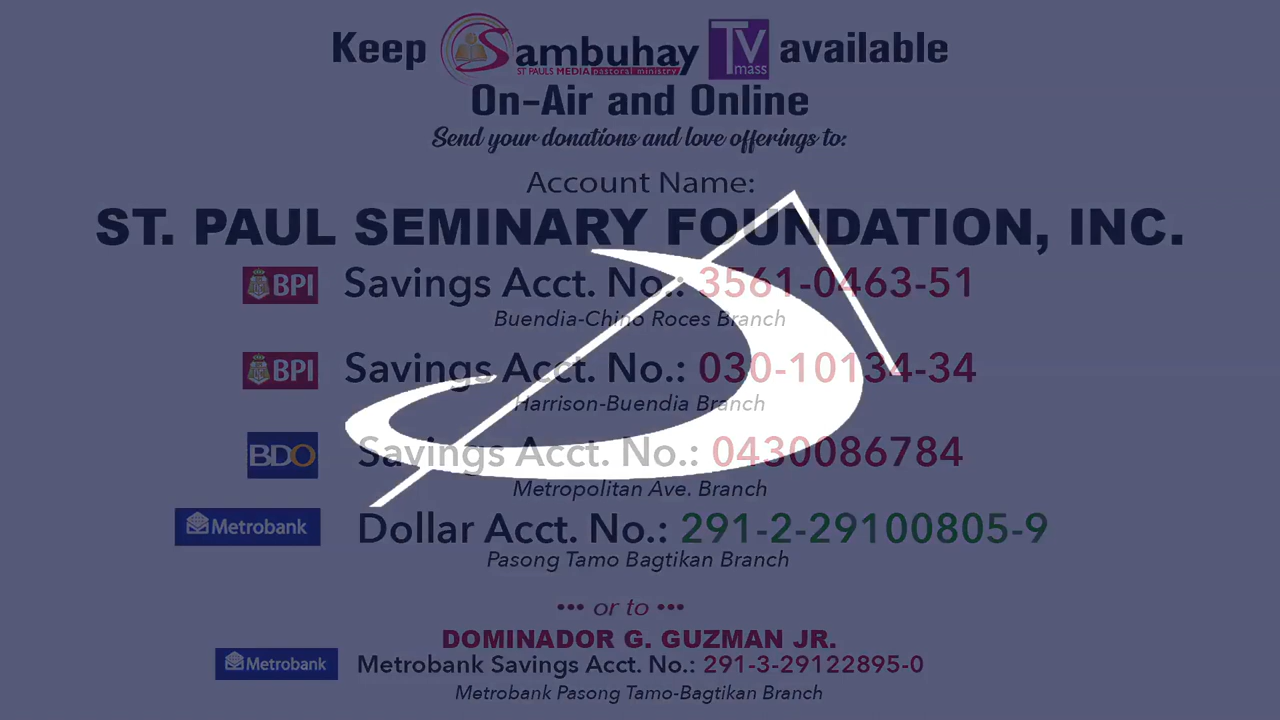 Keep Sambuhay TV mass available
ST PAULS MEDIA pastoral ministry
On-Air and Online
Send your donations and love offerings to:
Account Name:
ST. PAUL SEMINARY FOUNDATION, INC.
BPI Savings Acct. No.: 3561-0463-51
Buendia-Chino Roces Branch
BPI Savings Acct. No.: 030-10134-34
Harrison-Buendia Branch
BDO Savings Acct. No.: 0430086784
Metropolitan Ave. Branch
Metrobank Dollar Acct. No.: 291-2-29100805-9
Pasong Tamo Bagtikan Branch
••• or to •••
DOMINADOR G. GUZMAN JR.
Metrobank Metrobank Savings Acct. No.: 291-3-29122895-0
Metrobank Pasong Tamo-Bagtikan Branch